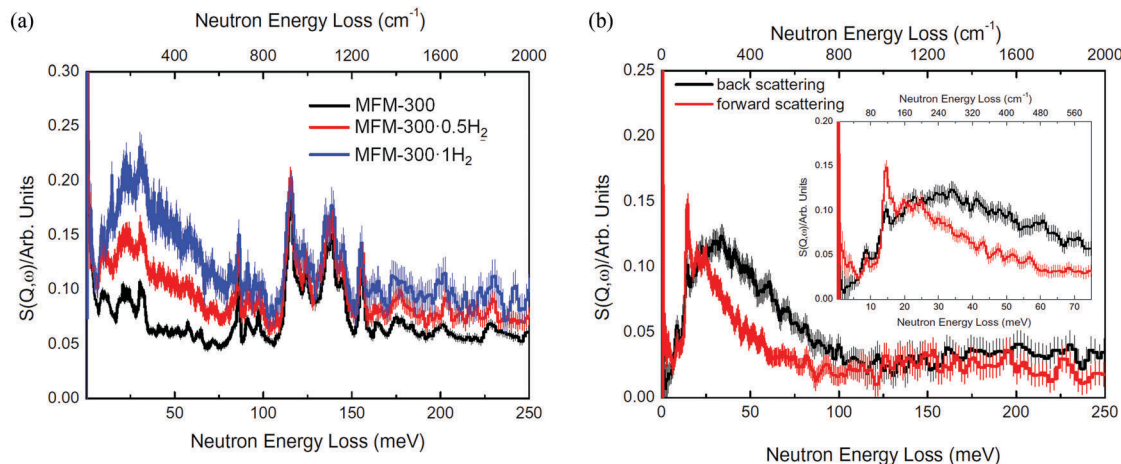 (a)
Neutron Energy Loss (cm⁻¹)
400 800 1200 1600 2000
0.30
0.25
0.20
0.15
0.10
0.05
0.00
S(Q,ω)/Arb. Units
MFM-300
MFM-300·0.5H₂
MFM-300·1H₂
50 100 150 200 250
Neutron Energy Loss (meV)
(b)
Neutron Energy Loss (cm⁻¹)
0 400 800 1200 1600 2000
0.25
0.20
0.15
0.10
0.05
0.00
S(Q,ω)/Arb. Units
back scattering
forward scattering
Neutron Energy Loss (cm⁻¹)
80 160 240 320 400 480 560
0.20
0.15
0.10
0.05
0.00
S(Q,ω)/Arb. Units
10 20 30 40 50 60 70
Neutron Energy Loss (meV)
0 50 100 150 200 250
Neutron Energy Loss (meV)